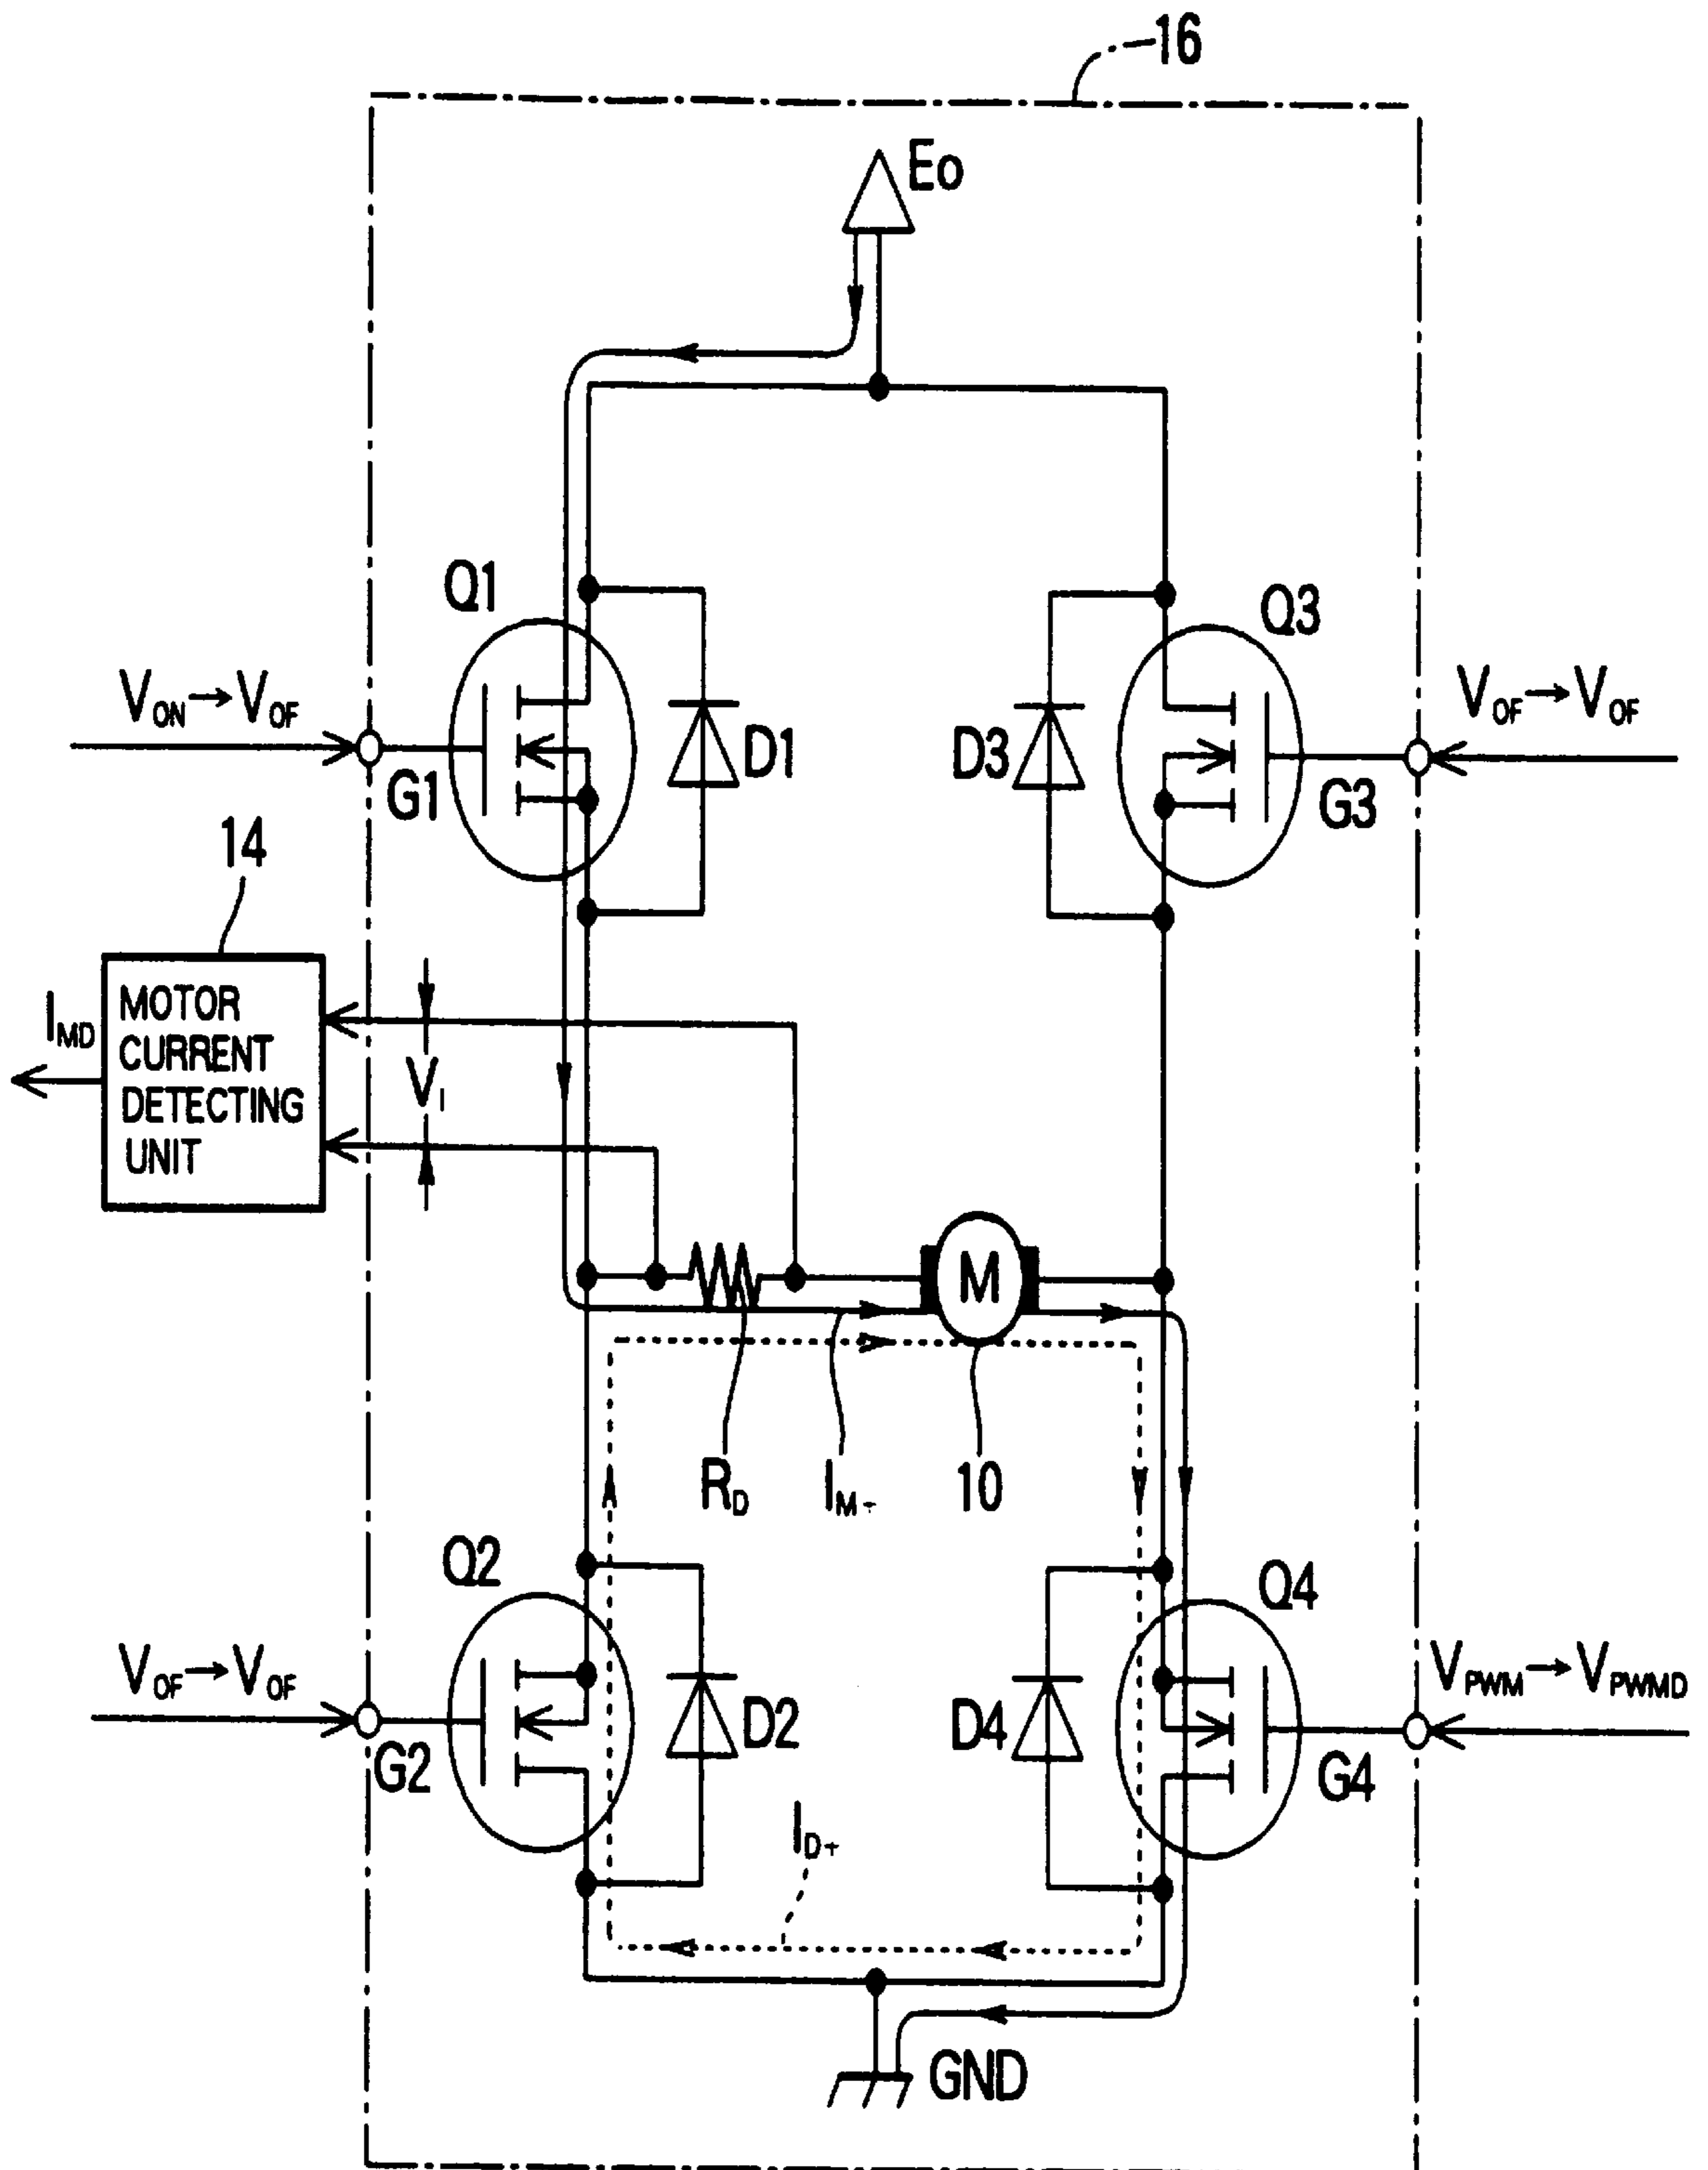 16
Eo
Q1
Q3
VON→VOF
VOF→VOF
D1
D3
G1
G3
14
IMD
MOTOR
CURRENT
DETECTING
UNIT
VI
M
RD
IM+
10
Q2
Q4
VOF→VOF
VPWM→VPWMD
D2
D4
G2
G4
ID+
GND